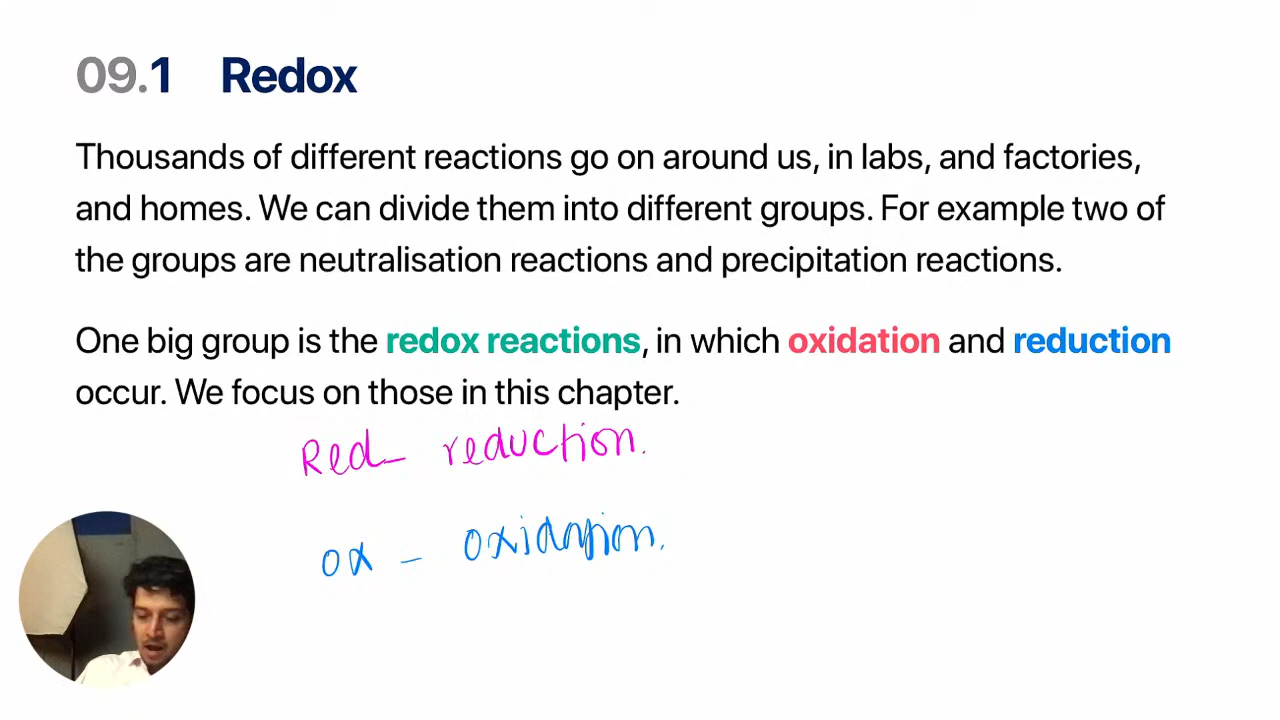 09.1 Redox
Thousands of different reactions go on around us, in labs, and factories,
and homes. We can divide them into different groups. For example two of
the groups are neutralisation reactions and precipitation reactions.
One big group is the redox reactions, in which oxidation and reduction
occur. We focus on those in this chapter.
Red- reduction.
ox - oxidation.